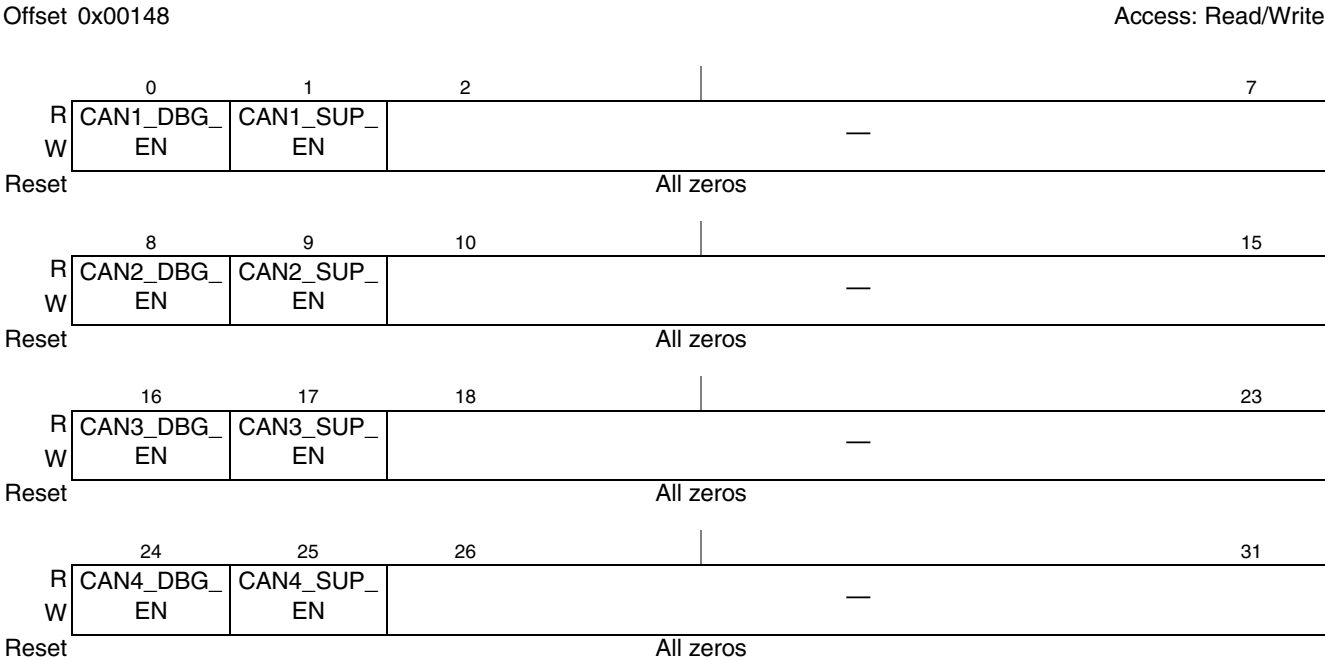 Offset 0x00148 Access: Read/Write
0 1 2 7
R CAN1_DBG_ CAN1_SUP_ —
W EN EN
Reset All zeros
8 9 10 15
R CAN2_DBG_ CAN2_SUP_ —
W EN EN
Reset All zeros
16 17 18 23
R CAN3_DBG_ CAN3_SUP_ —
W EN EN
Reset All zeros
24 25 26 31
R CAN4_DBG_ CAN4_SUP_ —
W EN EN
Reset All zeros